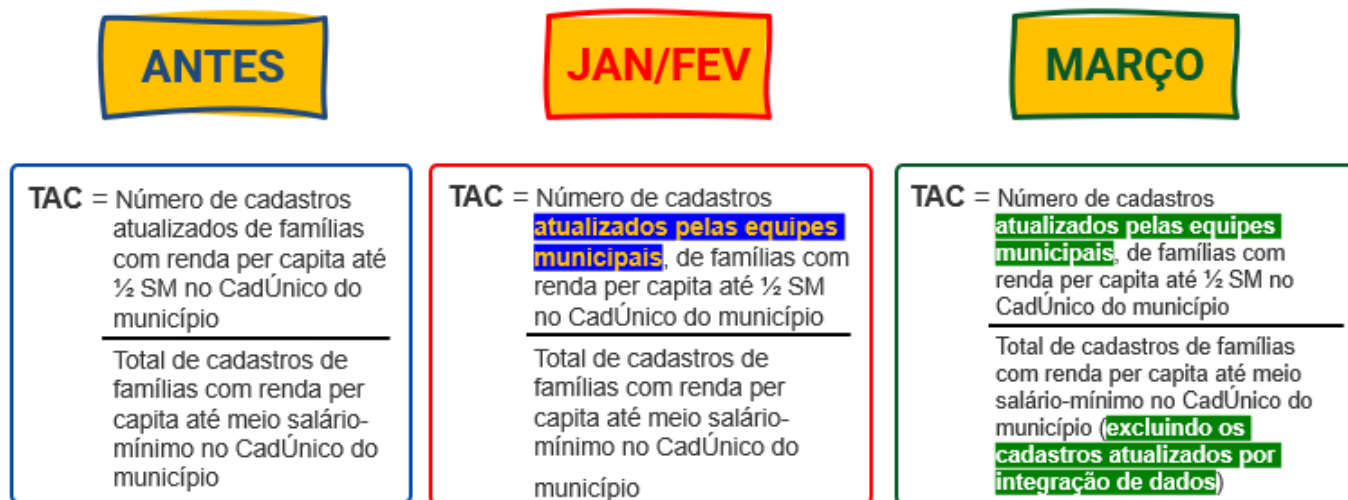 ANTES
JAN/FEV
MARÇO
TAC = Número de cadastros
atualizados de famílias
com renda per capita até
½ SM no CadÚnico do
município
Total de cadastros de
famílias com renda per
capita até meio salário-
mínimo no CadÚnico do
município
TAC = Número de cadastros
atualizados pelas equipes
municipais, de famílias com
renda per capita até ½ SM
no CadÚnico do município
Total de cadastros de
famílias com renda per
capita até meio salário-
mínimo no CadÚnico do
município
TAC = Número de cadastros
atualizados pelas equipes
municipais, de famílias com
renda per capita até ½ SM no
CadÚnico do município
Total de cadastros de famílias
com renda per capita até meio
salário-mínimo no CadÚnico do
município (excluindo os
cadastros atualizados por
integração de dados)